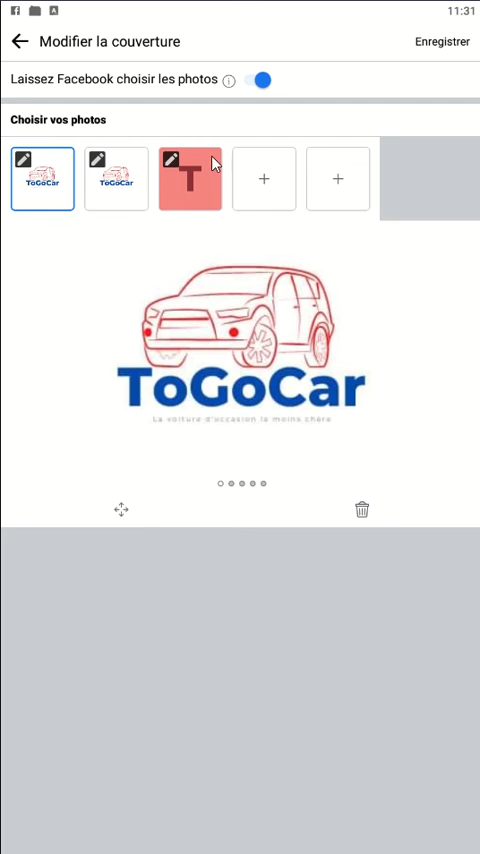 11:31
Modifier la couverture
Enregistrer
Laissez Facebook choisir les photos
Choisir vos photos
ToGoCar
ToGoCar
T
ToGoCar
La voiture d'occasion la moins chère